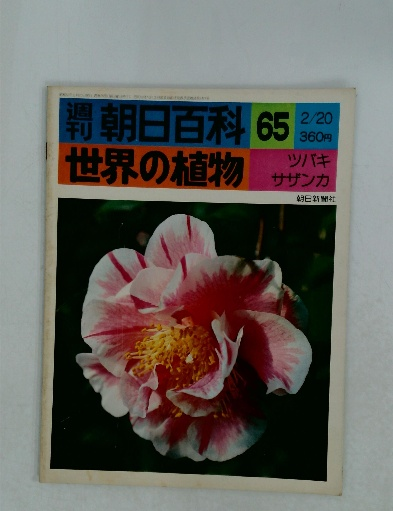 週刊 朝日百科 65 2/20
360円
世界の植物 ツバキ
サザンカ
朝日新聞社